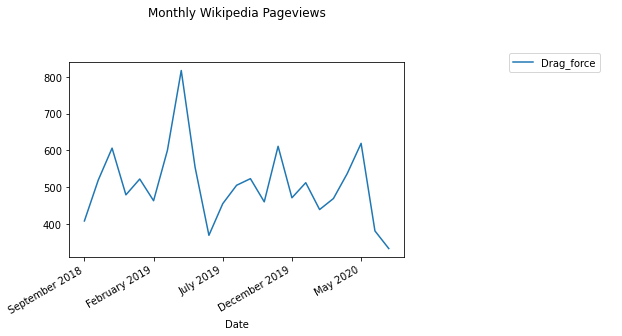 Monthly Wikipedia Pageviews
Drag_force
800
700
600
500
400
September 2018
February 2019
July 2019
December 2019
May 2020
Date